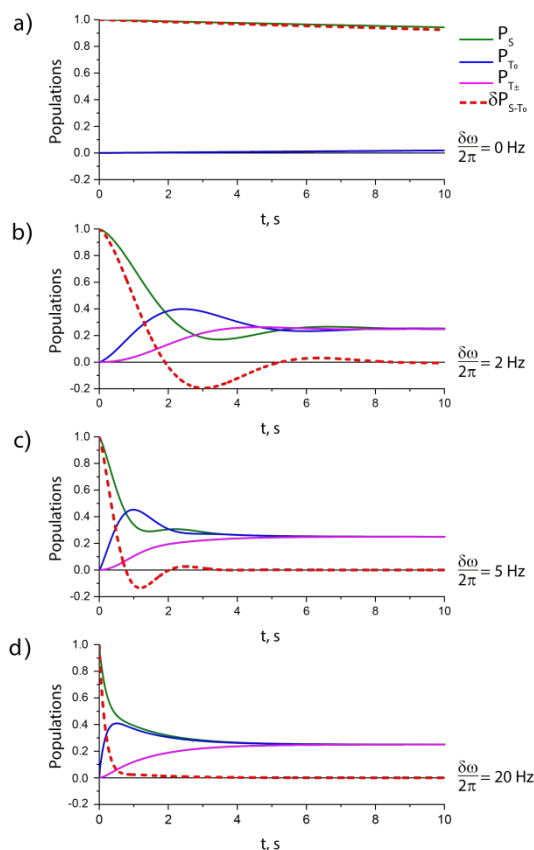 a)
Populations
1.0
0.8
0.6
0.4
0.2
0.0
-0.2
0 2 4 6 8 10
t, s
P_S
P_To
P_T±
δP_S-To
δω/2π = 0 Hz
b)
Populations
1.0
0.8
0.6
0.4
0.2
0.0
-0.2
0 2 4 6 8 10
t, s
δω/2π = 2 Hz
c)
Populations
1.0
0.8
0.6
0.4
0.2
0.0
-0.2
0 2 4 6 8 10
t, s
δω/2π = 5 Hz
d)
Populations
1.0
0.8
0.6
0.4
0.2
0.0
-0.2
0 2 4 6 8 10
t, s
δω/2π = 20 Hz